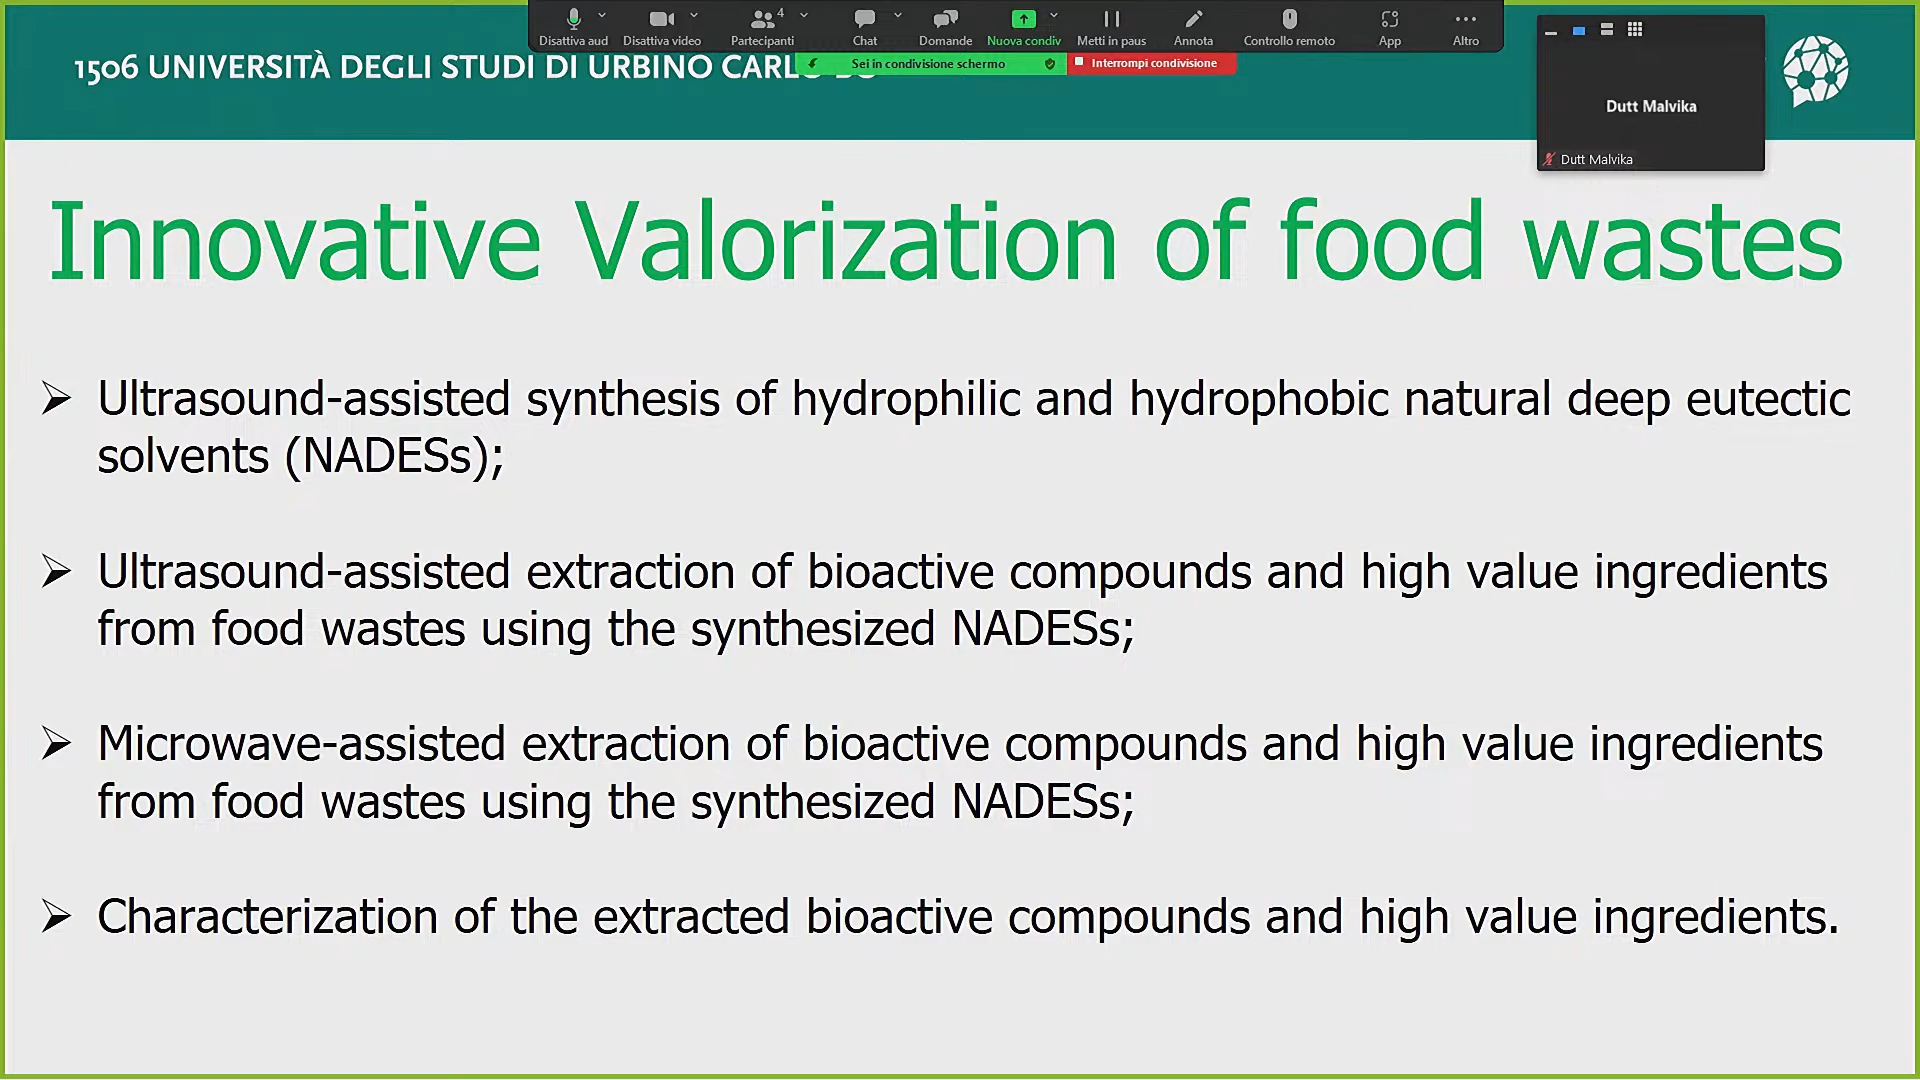 Disattiva aud
Disattiva video
4
Partecipanti
Chat
Domande
Nuova condiv
Metti in paus
Annota
Controllo remoto
App
Altro
Sei in condivisione schermo
Interrompi condivisione
1506 UNIVERSITÀ DEGLI STUDI DI URBINO
Dutt Malvika
Dutt Malvika
Innovative Valorization of food wastes
➢ Ultrasound-assisted synthesis of hydrophilic and hydrophobic natural deep eutectic
solvents (NADESs);
➢ Ultrasound-assisted extraction of bioactive compounds and high value ingredients
from food wastes using the synthesized NADESs;
➢ Microwave-assisted extraction of bioactive compounds and high value ingredients
from food wastes using the synthesized NADESs;
➢ Characterization of the extracted bioactive compounds and high value ingredients.